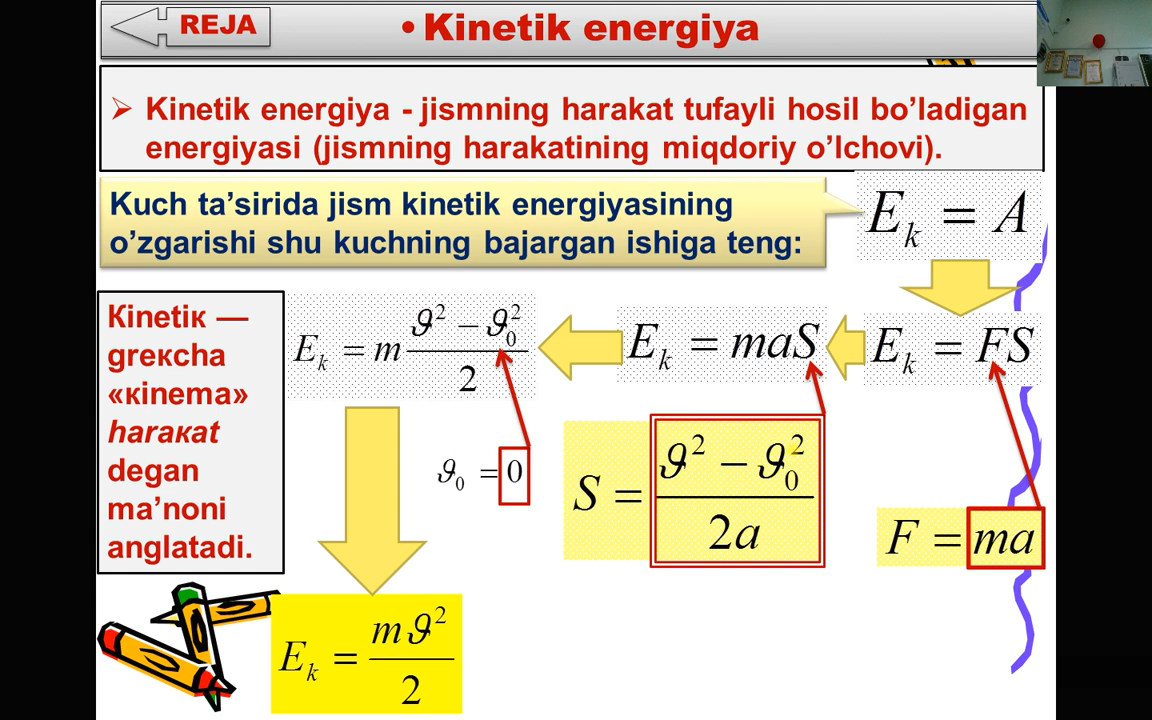 REJA
• Kinetik energiya
➢ Kinetik energiya - jismning harakat tufayli hosil bo’ladigan
energiyasi (jismning harakatining miqdoriy o’lchovi).
Kuch ta’sirida jism kinetik energiyasining
o’zgarishi shu kuchning bajargan ishiga teng:
E_k = A
Кinetiк —
greкcha
«кinema»
haraкat
degan
ma’noni
anglatadi.
E_k = m (ϑ² − ϑ₀²) / 2
E_k = maS
E_k = FS
ϑ₀ = 0
S = (ϑ² − ϑ₀²) / 2a
F = ma
E_k = mϑ² / 2